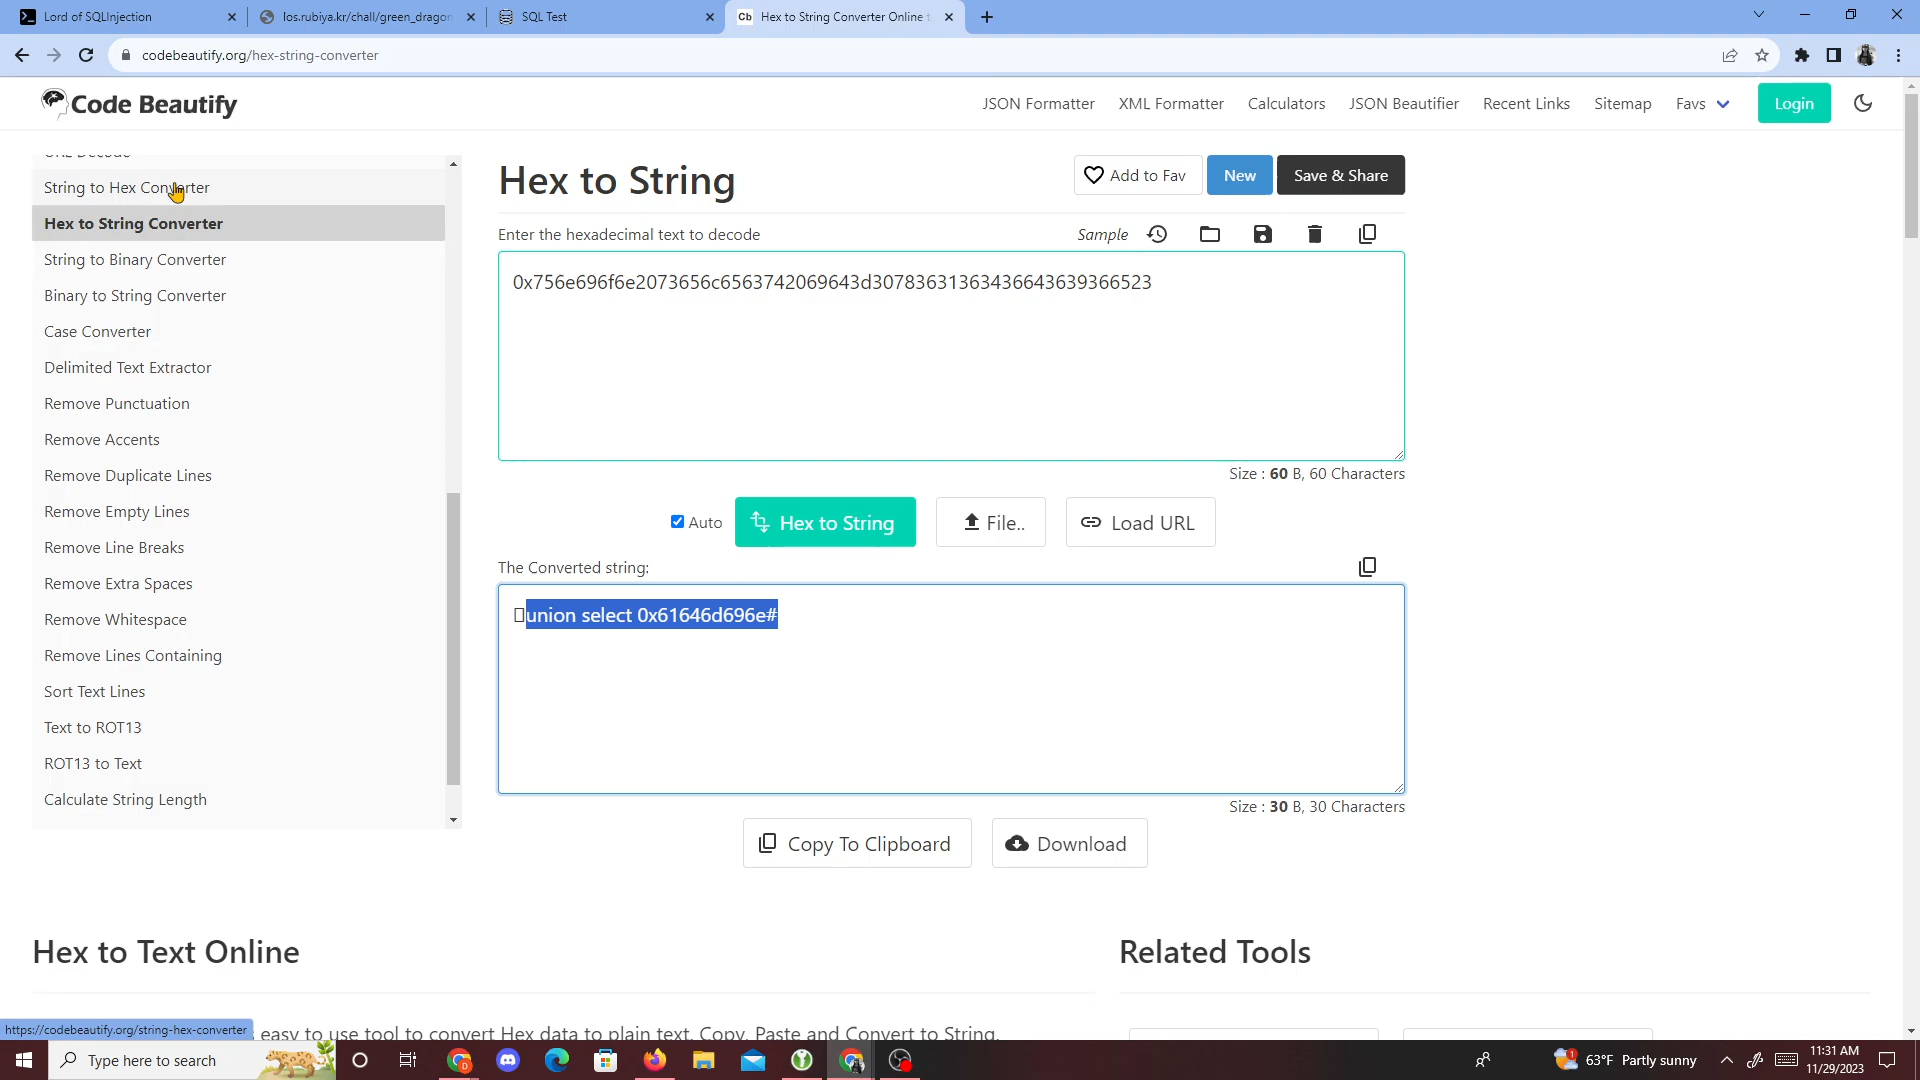 Lord of SQLInjection
los.rubiya.kr/chall/green_dragon
SQL Test
Hex to String Converter Online t
codebeautify.org/hex-string-converter
Code Beautify
JSON Formatter
XML Formatter
Calculators
JSON Beautifier
Recent Links
Sitemap
Favs
Login
URL Decode
String to Hex Converter
Hex to String Converter
String to Binary Converter
Binary to String Converter
Case Converter
Delimited Text Extractor
Remove Punctuation
Remove Accents
Remove Duplicate Lines
Remove Empty Lines
Remove Line Breaks
Remove Extra Spaces
Remove Whitespace
Remove Lines Containing
Sort Text Lines
Text to ROT13
ROT13 to Text
Calculate String Length
Hex to String
Add to Fav
New
Save & Share
Enter the hexadecimal text to decode
Sample
0x756e696f6e2073656c6563742069643d307836313634366436393665​23
Size : 60 B, 60 Characters
Auto
Hex to String
File..
Load URL
The Converted string:
union select 0x61646d696e#
Size : 30 B, 30 Characters
Copy To Clipboard
Download
Hex to Text Online
Related Tools
easy to use tool to convert Hex data to plain text. Copy, Paste and Convert to String.
https://codebeautify.org/string-hex-converter
Type here to search
63°F Partly sunny
11:31 AM
11/29/2023